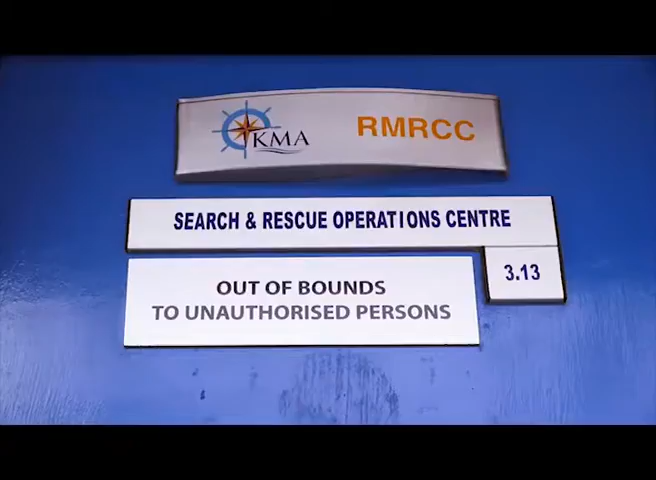 KMA
RMRCC
SEARCH & RESCUE OPERATIONS CENTRE
3.13
OUT OF BOUNDS
TO UNAUTHORISED PERSONS